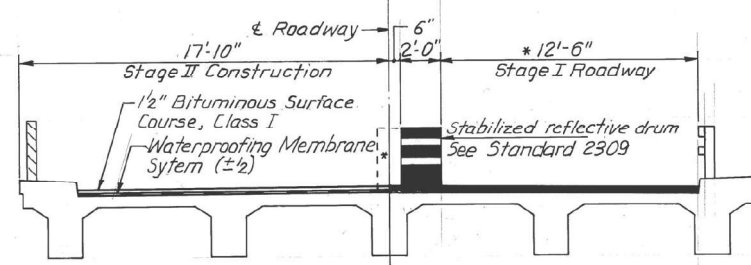 ℄ Roadway
6"
17'-10"
2'-0"
* 12'-6"
Stage II Construction
Stage I Roadway
1½" Bituminous Surface
Course, Class I
Stabilized reflective drum
Waterproofing Membrane
See Standard 2309
Sytem (±½)
*